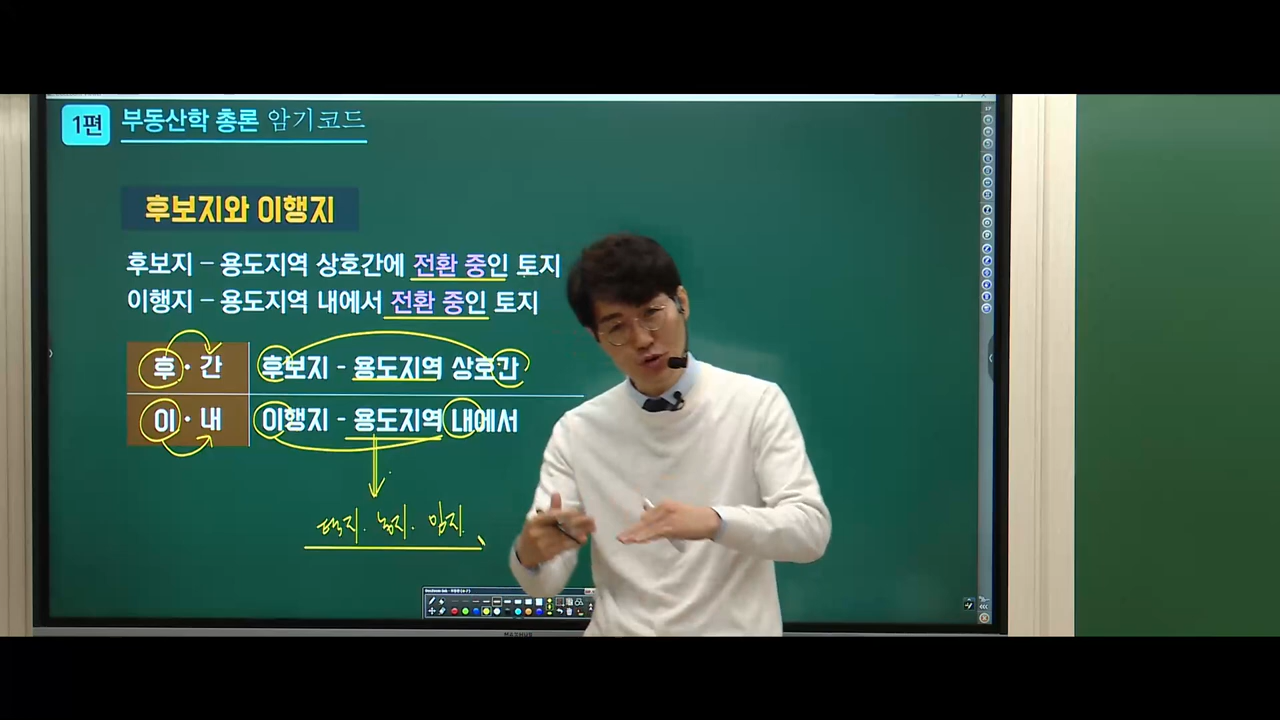 1편 부동산학 총론 암기코드
후보지와 이행지
후보지 – 용도지역 상호간에 전환 중인 토지
이행지 – 용도지역 내에서 전환 중인 토지
후·간 후보지 - 용도지역 상호간
이·내 이행지 - 용도지역 내에서
택지. 농지. 임지.
MAXHUB